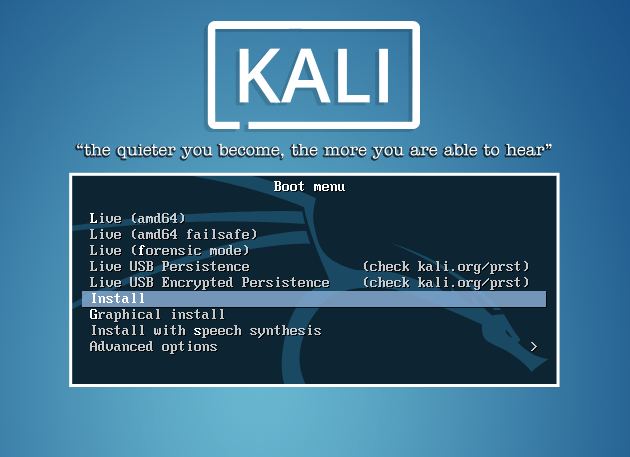 KALI
“the quieter you become, the more you are able to hear”
Boot menu
Live (amd64)
Live (amd64 failsafe)
Live (forensic mode)
Live USB Persistence (check kali.org/prst)
Live USB Encrypted Persistence (check kali.org/prst)
Install
Graphical install
Install with speech synthesis
Advanced options >